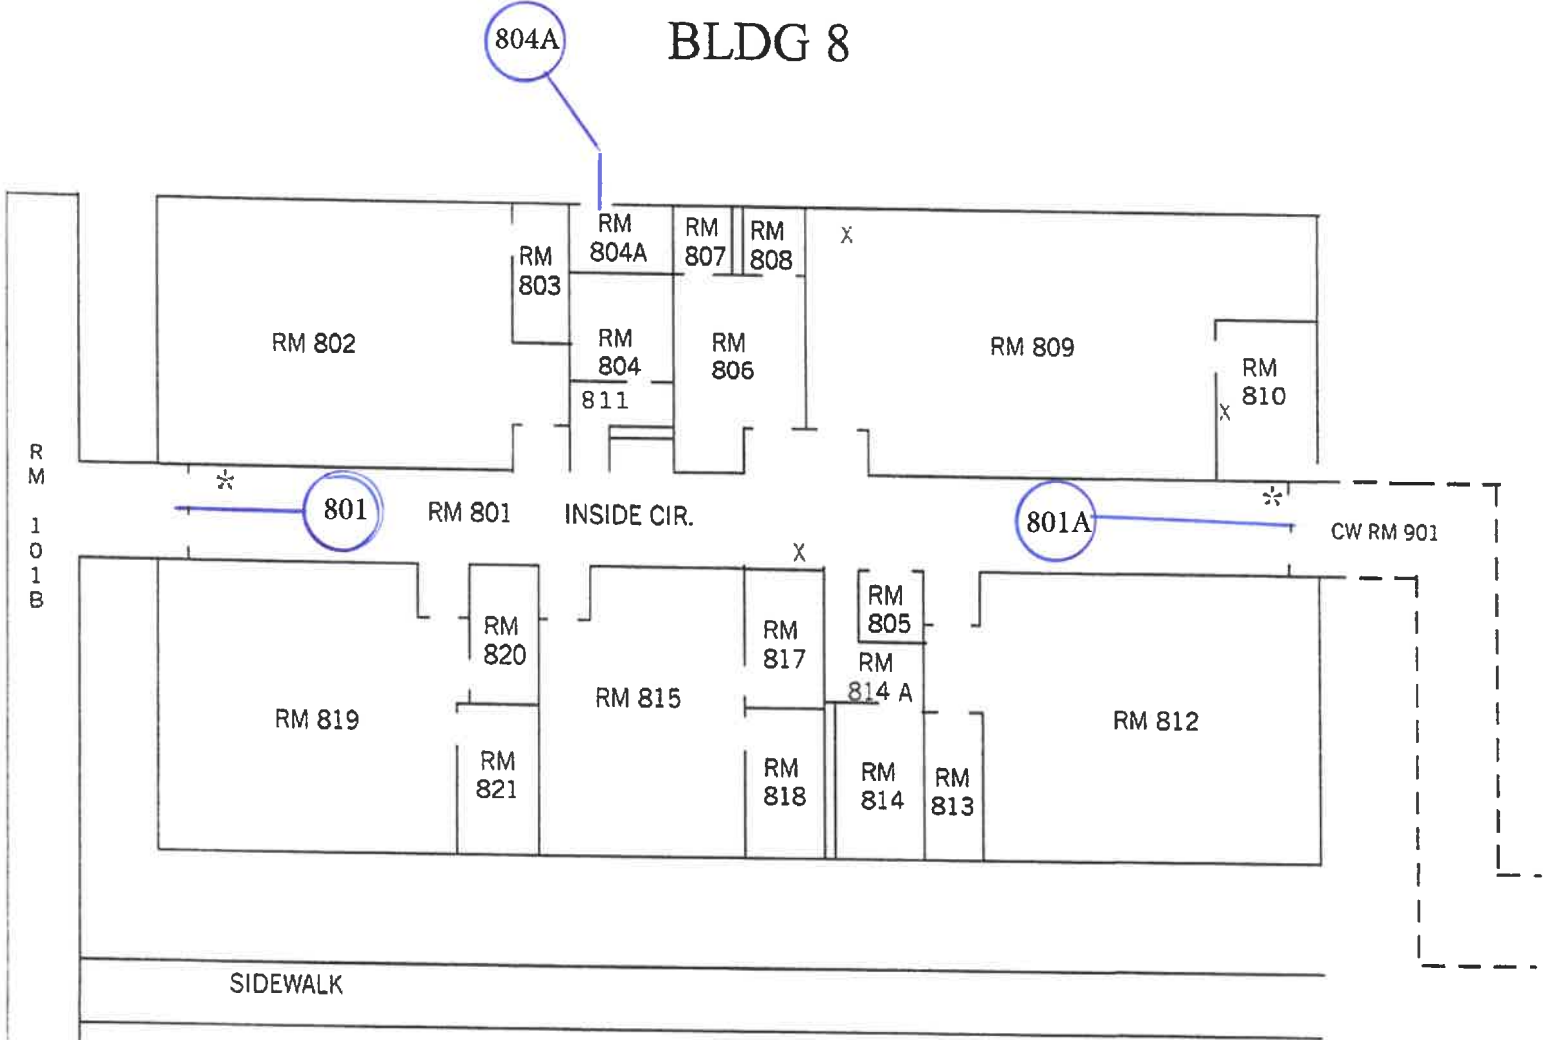 804A
BLDG 8
RM
804A
RM
807
RM
808
X
RM
803
RM 802
RM
804
RM
806
RM 809
RM
810
X
811
R
M
1
0
1
B
*
801
RM 801
INSIDE CIR.
801A
*
CW RM 901
X
RM
805
RM
820
RM
817
RM
814 A
RM 819
RM 815
RM 812
RM
821
RM
818
RM
814
RM
813
SIDEWALK